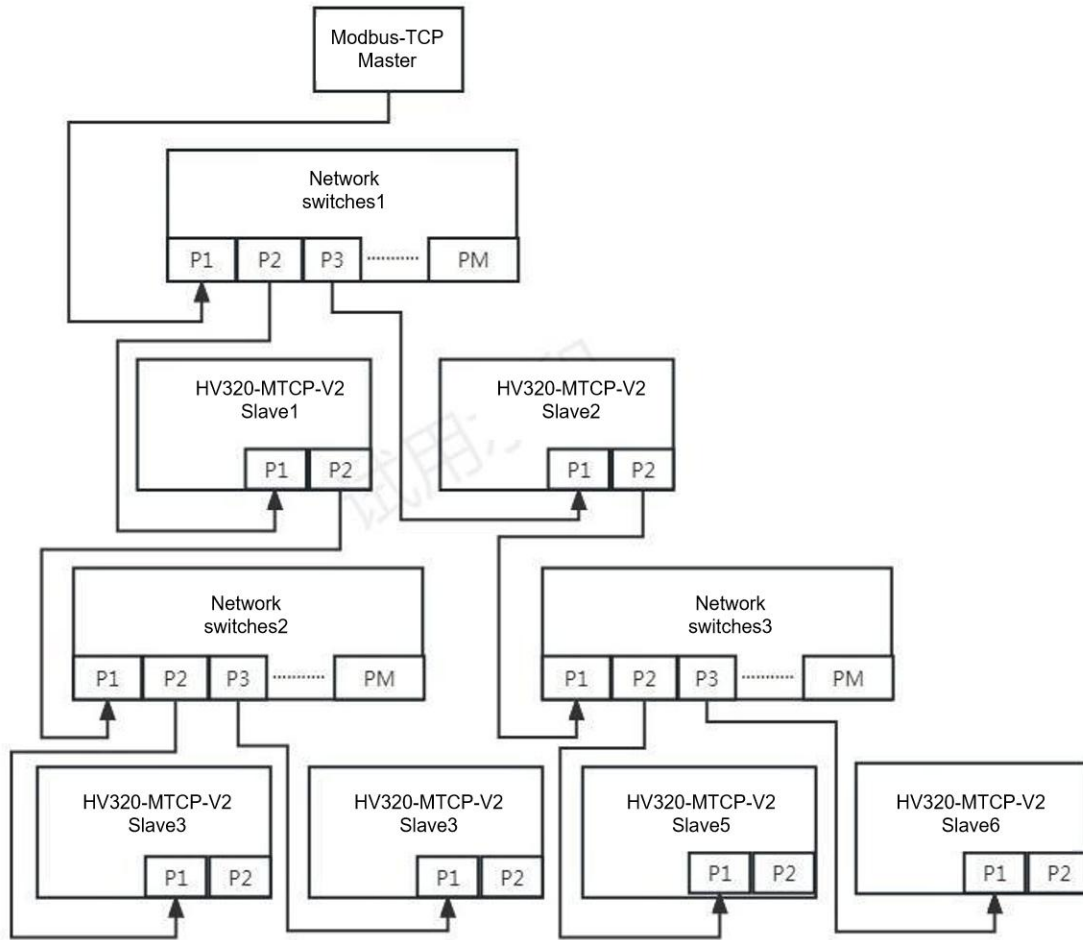 Modbus-TCP
Master
Network
switches1
P1 P2 P3 ·········· PM
HV320-MTCP-V2
Slave1
P1 P2
HV320-MTCP-V2
Slave2
P1 P2
试用
Network
switches2
P1 P2 P3 ·········· PM
Network
switches3
P1 P2 P3 ·········· PM
HV320-MTCP-V2
Slave3
P1 P2
HV320-MTCP-V2
Slave3
P1 P2
HV320-MTCP-V2
Slave5
P1 P2
HV320-MTCP-V2
Slave6
P1 P2